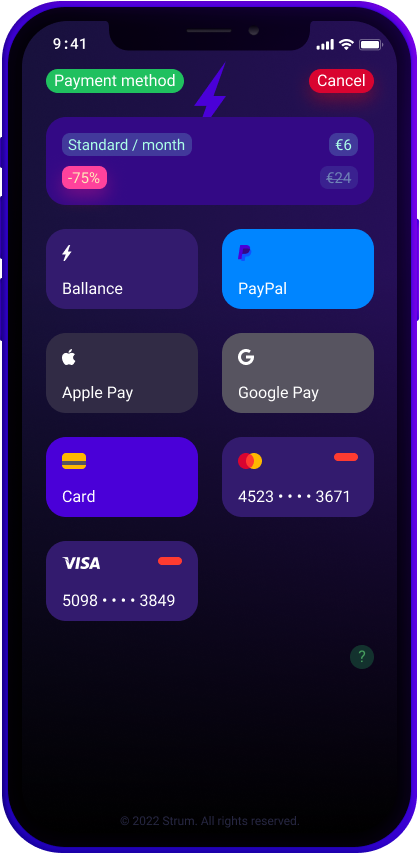 9:41
Payment method
Cancel
Standard / month
€6
-75%
€24
Ballance
PayPal
Apple Pay
Google Pay
Card
4523 • • • • 3671
VISA
5098 • • • • 3849
?
© 2022 Strum. All rights reserved.